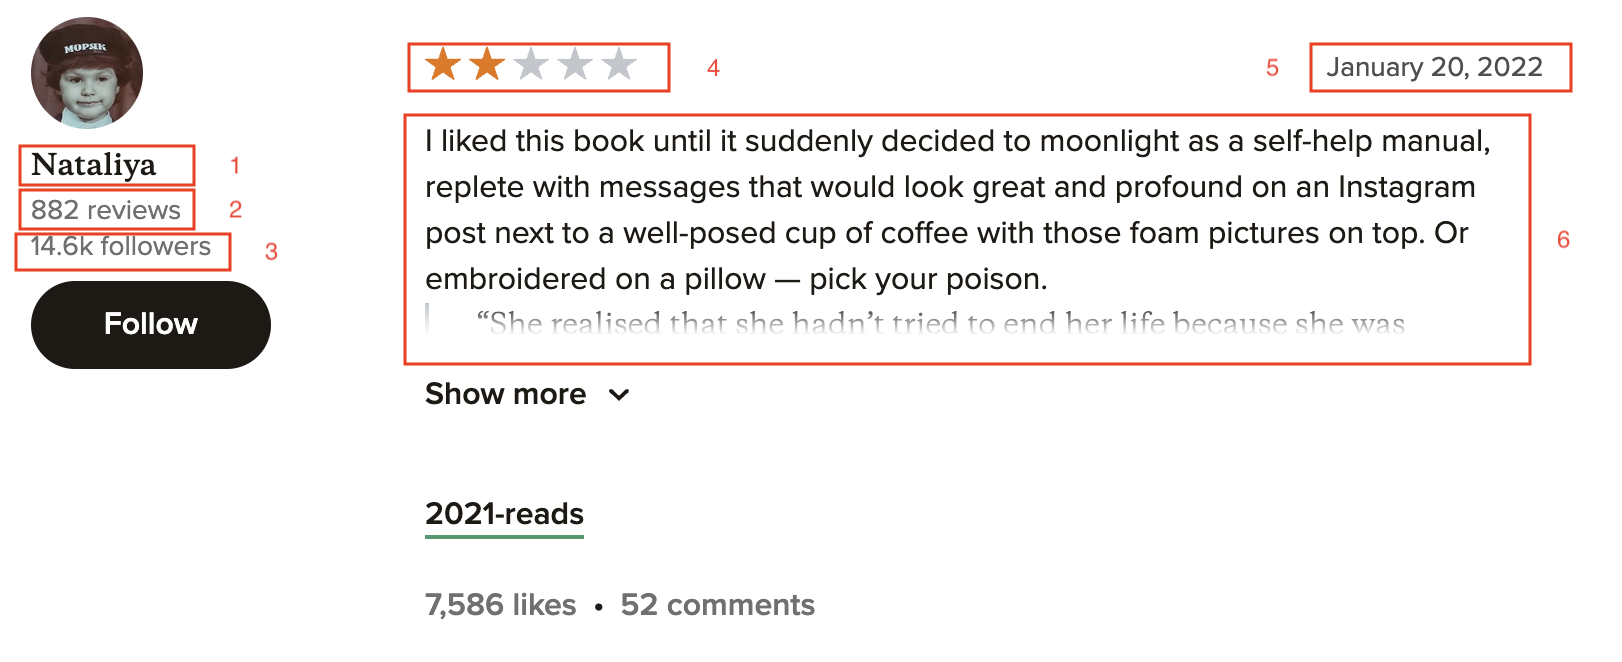 МОРЯК
Nataliya
1
882 reviews
2
14.6k followers
3
Follow
4
5
January 20, 2022
I liked this book until it suddenly decided to moonlight as a self-help manual,
replete with messages that would look great and profound on an Instagram
post next to a well-posed cup of coffee with those foam pictures on top. Or
embroidered on a pillow — pick your poison.
“She realised that she hadn’t tried to end her life because she was
6
Show more
2021-reads
7,586 likes • 52 comments